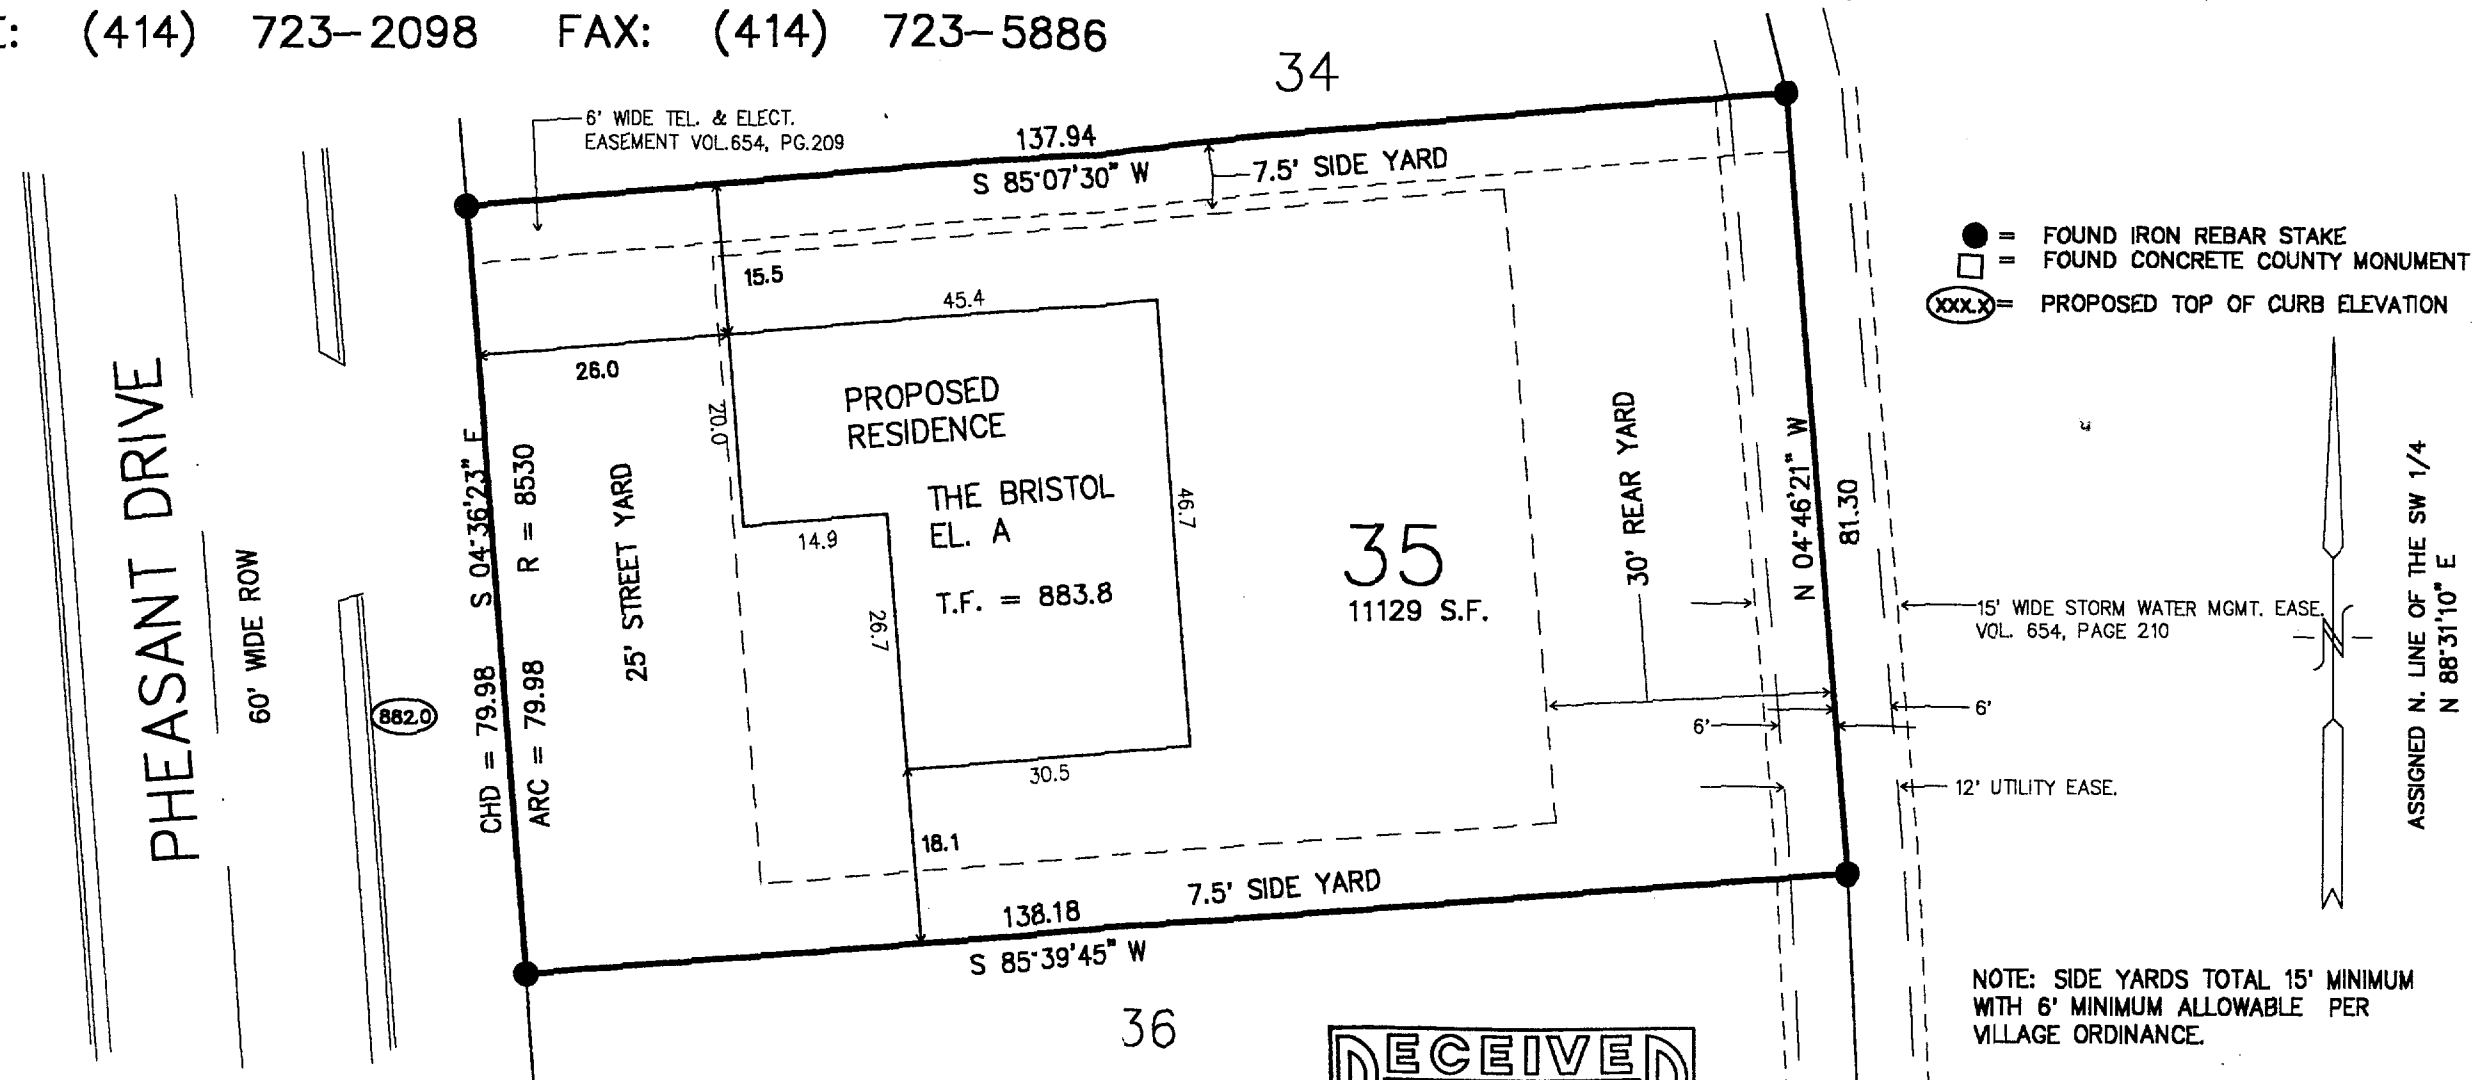 : (414) 723-2098 FAX: (414) 723-5886
34
6' WIDE TEL. & ELECT.
EASEMENT VOL.654, PG.209
137.94
S 85°07'30" W
7.5' SIDE YARD
● = FOUND IRON REBAR STAKE
□ = FOUND CONCRETE COUNTY MONUMENT
XXX.X = PROPOSED TOP OF CURB ELEVATION
15.5
45.4
26.0
20.0
PROPOSED
RESIDENCE
THE BRISTOL
EL. A
T.F. = 883.8
14.9
26.7
46.7
30.5
18.1
PHEASANT DRIVE
60' WIDE ROW
882.0
CHD = 79.98 S 04°36'23" E
ARC = 79.98 R = 8530
25' STREET YARD
35
11129 S.F.
30' REAR YARD
N 04°46'21" W
81.30
15' WIDE STORM WATER MGMT. EASE.
VOL. 654, PAGE 210
6'
6'
12' UTILITY EASE.
N
ASSIGNED N. LINE OF THE SW 1/4
N 88°31'10" E
7.5' SIDE YARD
138.18
S 85°39'45" W
36
NOTE: SIDE YARDS TOTAL 15' MINIMUM
WITH 6' MINIMUM ALLOWABLE PER
VILLAGE ORDINANCE.
ECEIVE